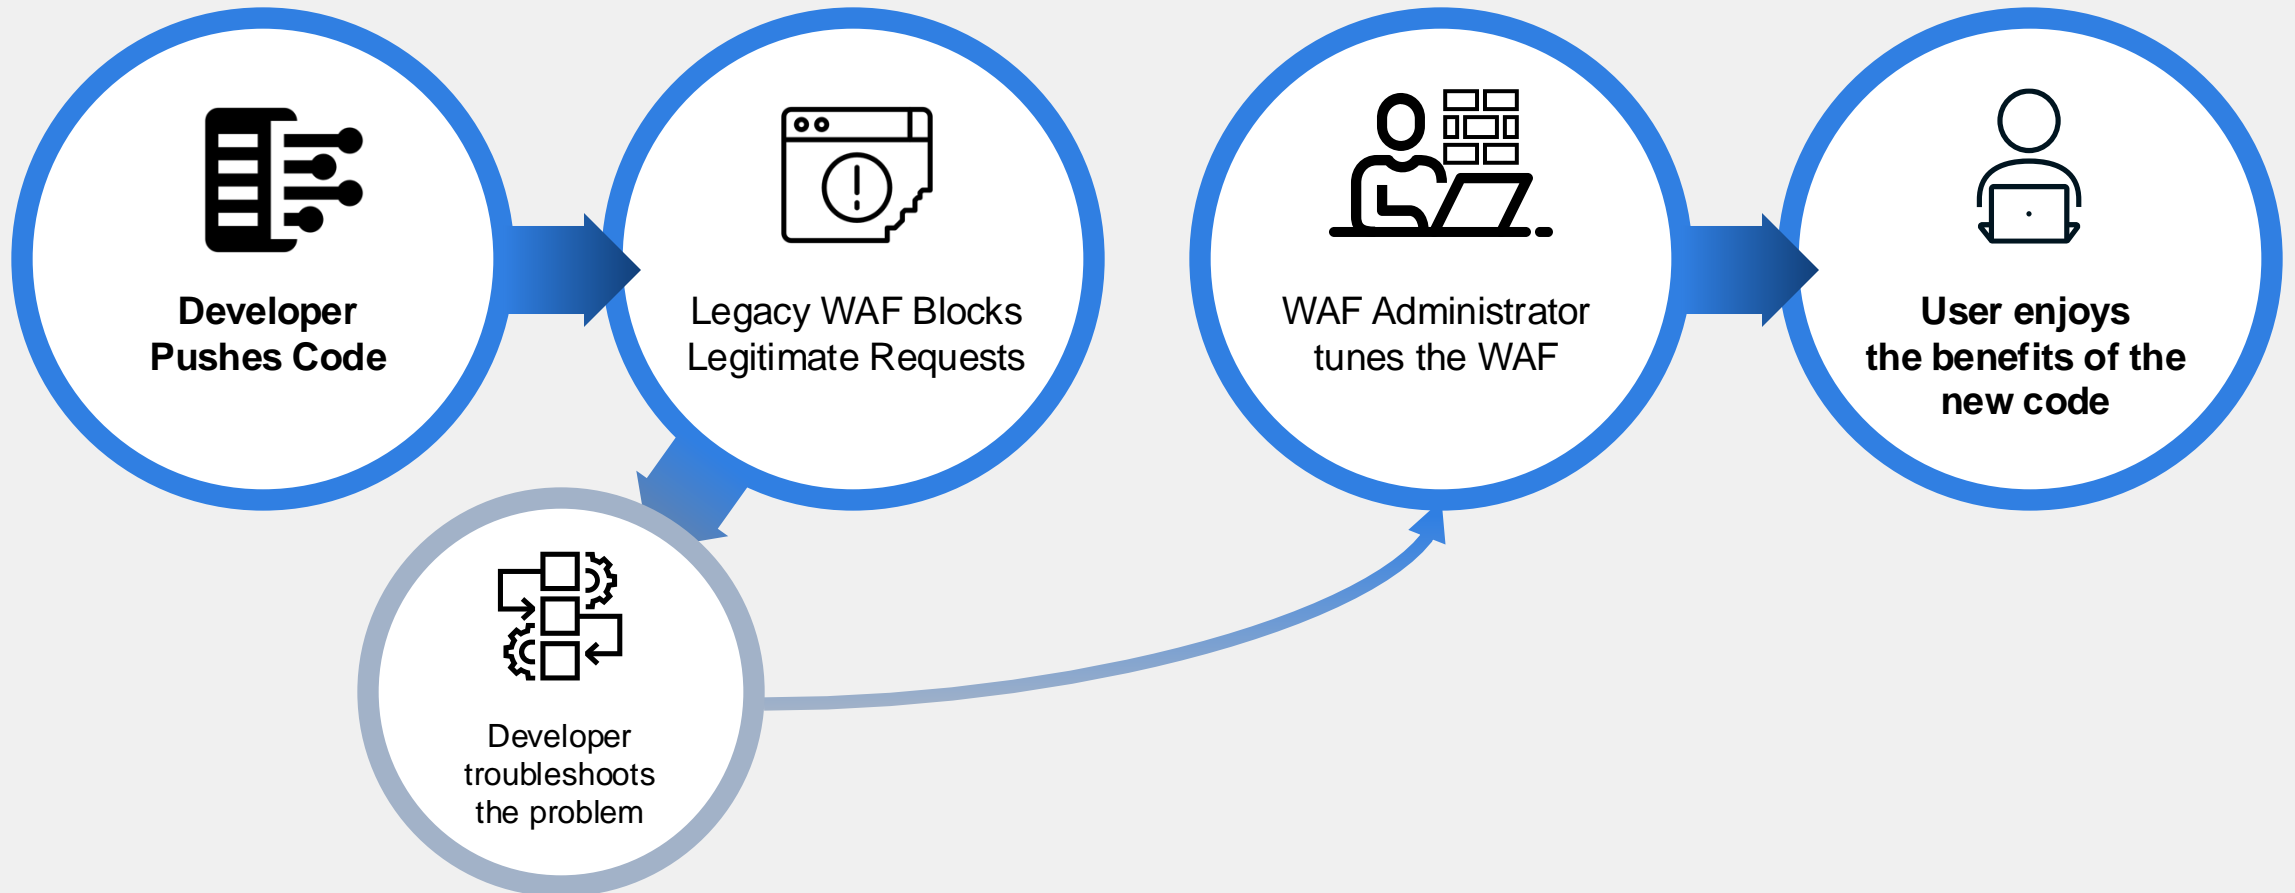 Developer
Pushes Code
Legacy WAF Blocks
Legitimate Requests
WAF Administrator
tunes the WAF
User enjoys
the benefits of the
new code
Developer
troubleshoots
the problem